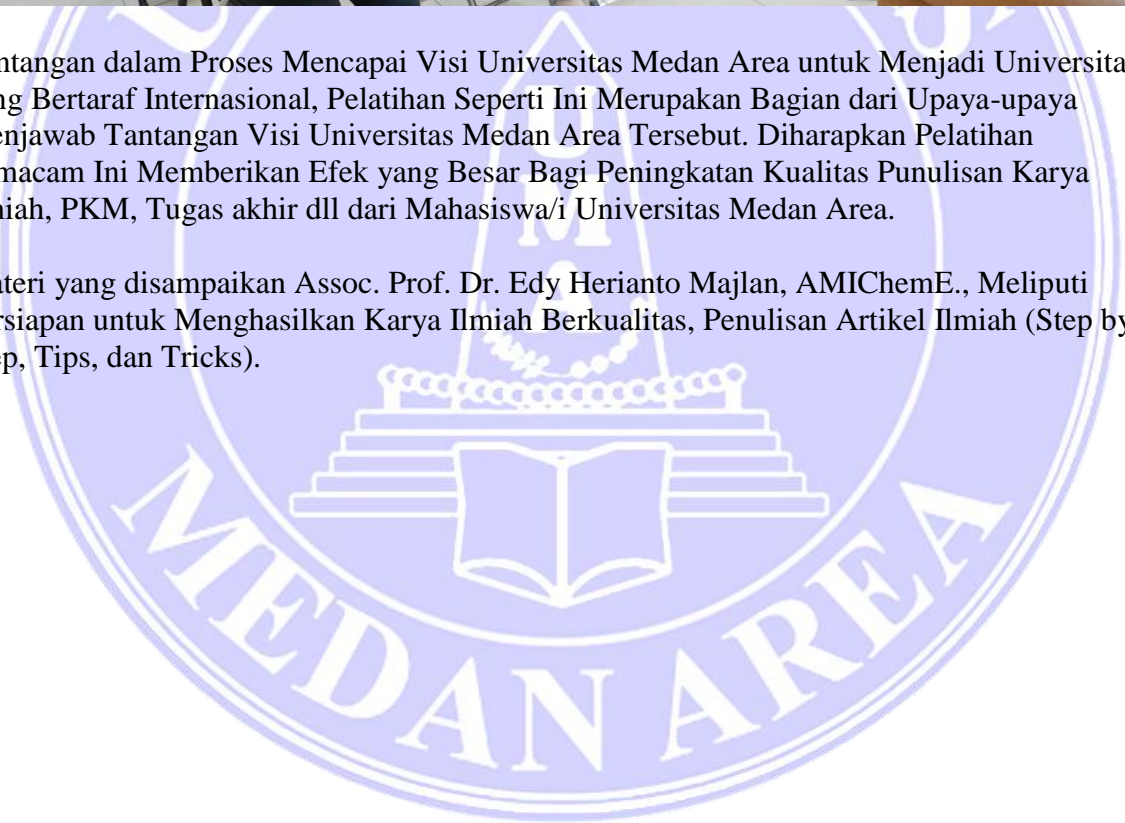 ntangan dalam Proses Mencapai Visi Universitas Medan Area untuk Menjadi Universita
ng Bertaraf Internasional, Pelatihan Seperti Ini Merupakan Bagian dari Upaya-upaya
enjawab Tantangan Visi Universitas Medan Area Tersebut. Diharapkan Pelatihan
macam Ini Memberikan Efek yang Besar Bagi Peningkatan Kualitas Punulisan Karya
niah, PKM, Tugas akhir dll dari Mahasiswa/i Universitas Medan Area.
ateri yang disampaikan Assoc. Prof. Dr. Edy Herianto Majlan, AMIChemE., Meliputi
rsiapan untuk Menghasilkan Karya Ilmiah Berkualitas, Penulisan Artikel Ilmiah (Step by
ep, Tips, dan Tricks).
U
M
A
MEDAN AREA